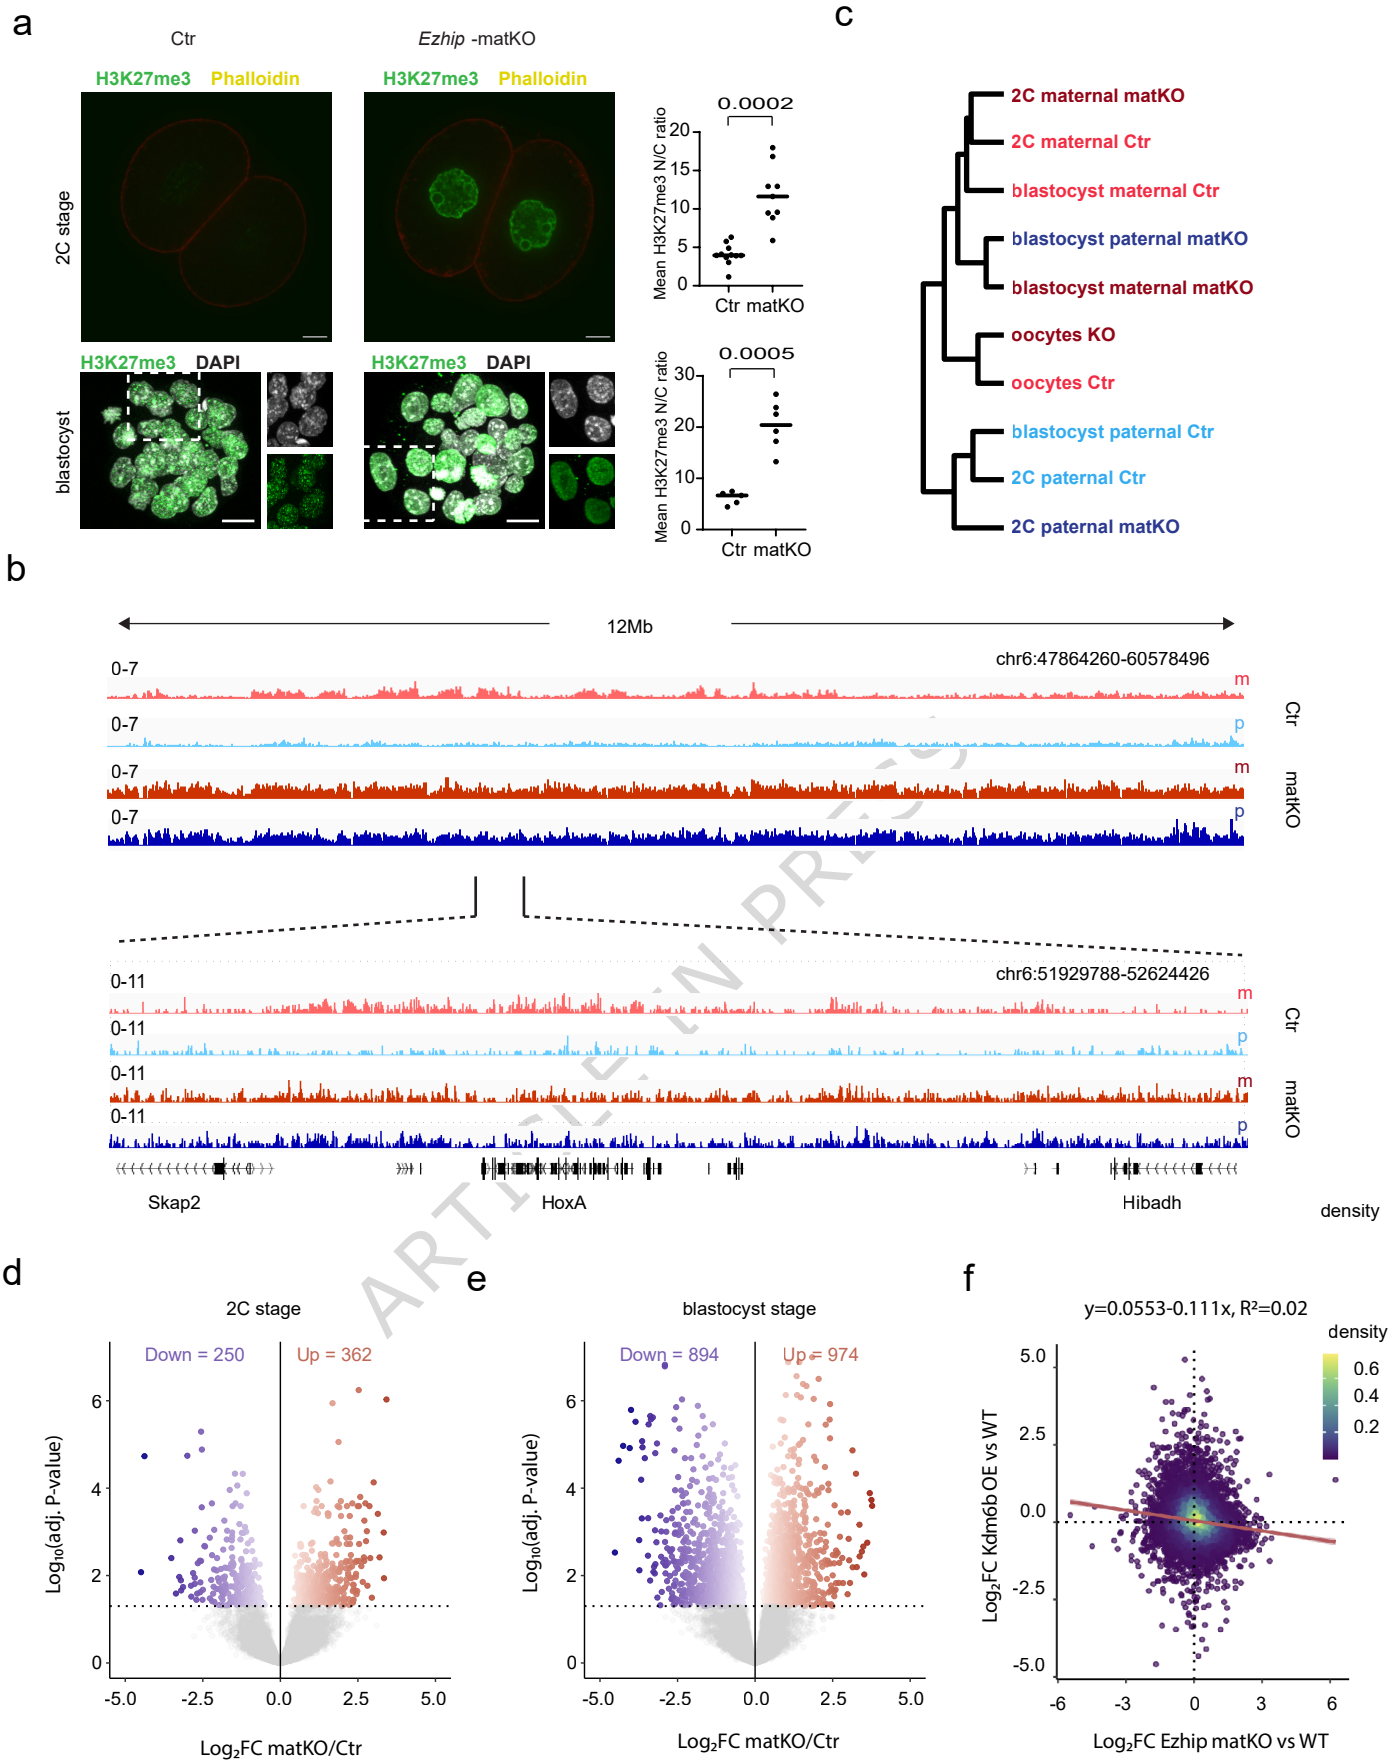 a
Ctr
Ezhip -matKO
H3K27me3 Phalloidin
H3K27me3 Phalloidin
2C stage
Mean H3K27me3 N/C ratio
0.0002
20
15
10
5
0
Ctr matKO
H3K27me3 DAPI
H3K27me3 DAPI
blastocyst
Mean H3K27me3 N/C ratio
0.0005
30
20
10
0
Ctr matKO
c
2C maternal matKO
2C maternal Ctr
blastocyst maternal Ctr
blastocyst paternal matKO
blastocyst maternal matKO
oocytes KO
oocytes Ctr
blastocyst paternal Ctr
2C paternal Ctr
2C paternal matKO
b
12Mb
chr6:47864260-60578496
0-7
m
0-7
p
Ctr
0-7
m
0-7
p
matKO
chr6:51929788-52624426
0-11
m
0-11
p
Ctr
0-11
m
0-11
p
matKO
Skap2
HoxA
Hibadh
density
ARTICLE IN PRESS
d
2C stage
Down = 250
Up = 362
Log₁₀(adj. P-value)
6
4
2
0
-5.0
-2.5
0.0
2.5
5.0
Log₂FC matKO/Ctr
e
blastocyst stage
Down = 894
Up = 974
Log₁₀(adj. P-value)
6
4
2
0
-5.0
-2.5
0.0
2.5
5.0
Log₂FC matKO/Ctr
f
y=0.0553-0.111x, R²=0.02
density
0.6
0.4
0.2
Log₂FC Kdm6b OE vs WT
5.0
2.5
0.0
-2.5
-5.0
-6
-3
0
3
6
Log₂FC Ezhip matKO vs WT